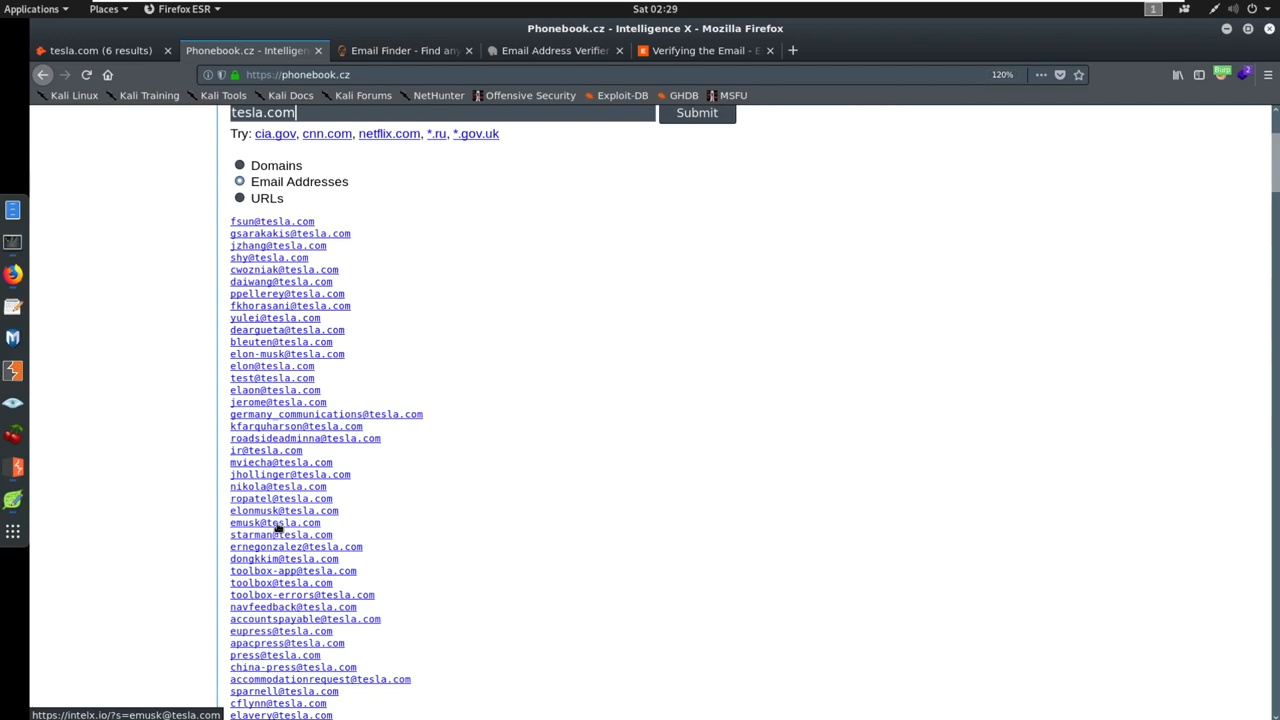 Applications Places Firefox ESR Sat 02:29 1
Phonebook.cz - Intelligence X - Mozilla Firefox
tesla.com (6 results) Phonebook.cz - Intelligen Email Finder - Find any Email Address Verifier Verifying the Email - E
https://phonebook.cz 120% Burp 2
Kali Linux Kali Training Kali Tools Kali Docs Kali Forums NetHunter Offensive Security Exploit-DB GHDB MSFU
tesla.com Submit
Try: cia.gov, cnn.com, netflix.com, *.ru, *.gov.uk
Domains
Email Addresses
URLs
fsun@tesla.com
gsarakakis@tesla.com
jzhang@tesla.com
shy@tesla.com
cwozniak@tesla.com
daiwang@tesla.com
ppellerey@tesla.com
fkhorasani@tesla.com
yulei@tesla.com
deargueta@tesla.com
bleuten@tesla.com
elon-musk@tesla.com
elon@tesla.com
test@tesla.com
elaon@tesla.com
jerome@tesla.com
germany_communications@tesla.com
kfarquharson@tesla.com
roadsideadminna@tesla.com
ir@tesla.com
mviecha@tesla.com
jhollinger@tesla.com
nikola@tesla.com
ropatel@tesla.com
elonmusk@tesla.com
emusk@tesla.com
starman@tesla.com
ernegonzalez@tesla.com
dongkkim@tesla.com
toolbox-app@tesla.com
toolbox@tesla.com
toolbox-errors@tesla.com
navfeedback@tesla.com
accountspayable@tesla.com
eupress@tesla.com
apacpress@tesla.com
press@tesla.com
china-press@tesla.com
accommodationrequest@tesla.com
sparnell@tesla.com
cflynn@tesla.com
elavery@tesla.com
https://intelx.io/?s=emusk@tesla.com